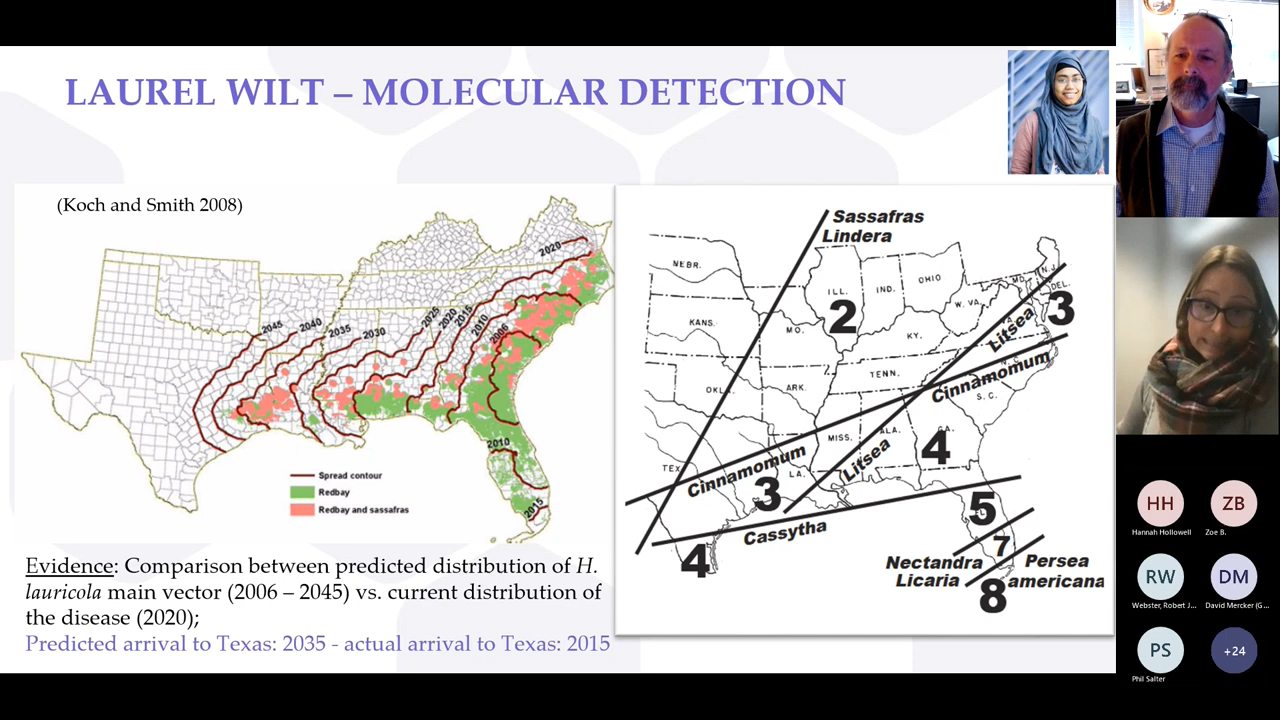 LAUREL WILT – MOLECULAR DETECTION
(Koch and Smith 2008)
2020
2045
2040
2035
2030
2025
2020
2015
2010
2006
2010
2015
Spread contour
Redbay
Redbay and sassafras
Sassafras
Lindera
NEBR.
ILL.
IND.
OHIO
MD.
N.J.
DEL.
2
W. VA.
3
KANS.
MO.
KY.
Litsea
N.C.
TENN.
Cinnamomum
OKL
ARK.
S.C.
MISS.
ALA.
GA.
4
TEX
Cinnamomum
LA.
Litsea
3
5
Cassytha
4
7
Nectandra
Licaria
Persea
americana
8
Evidence: Comparison between predicted distribution of H.
lauricola main vector (2006 – 2045) vs. current distribution of
the disease (2020);
Predicted arrival to Texas: 2035 - actual arrival to Texas: 2015
HH
ZB
Hannah Hollowell
Zoe B.
RW
DM
Webster, Robert J...
David Mercker (G...
PS
+24
Phil Salter